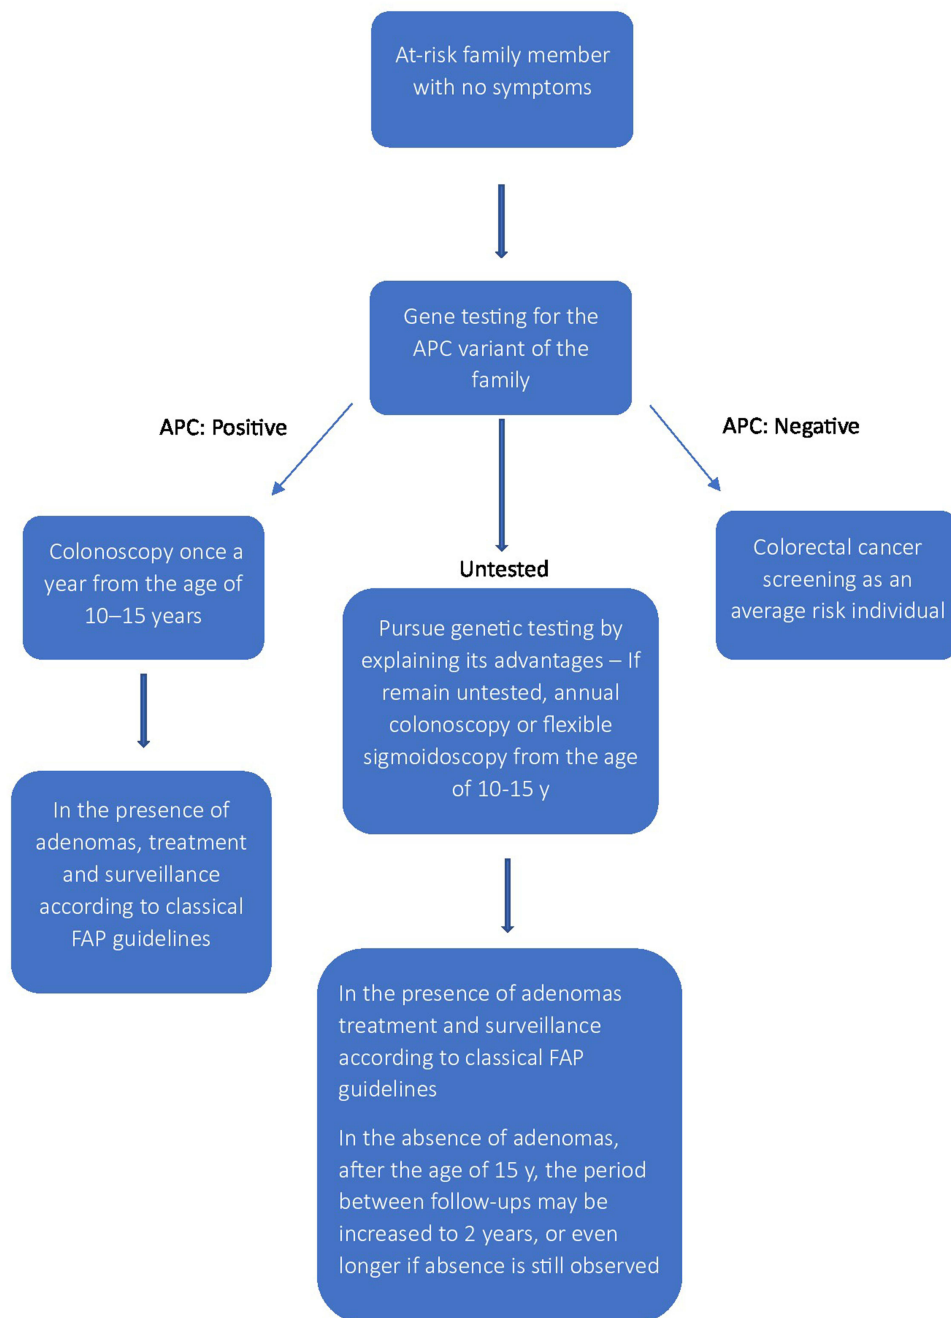 At-risk family member
with no symptoms
Gene testing for the
APC variant of the
family
APC: Positive
APC: Negative
Colonoscopy once a
year from the age of
10–15 years
Untested
Colorectal cancer
screening as an
average risk individual
Pursue genetic testing by
explaining its advantages – If
remain untested, annual
colonoscopy or flexible
sigmoidoscopy from the age
of 10-15 y
In the presence of
adenomas, treatment
and surveillance
according to classical
FAP guidelines
In the presence of adenomas
treatment and surveillance
according to classical FAP
guidelines
In the absence of adenomas,
after the age of 15 y, the period
between follow-ups may be
increased to 2 years, or even
longer if absence is still observed